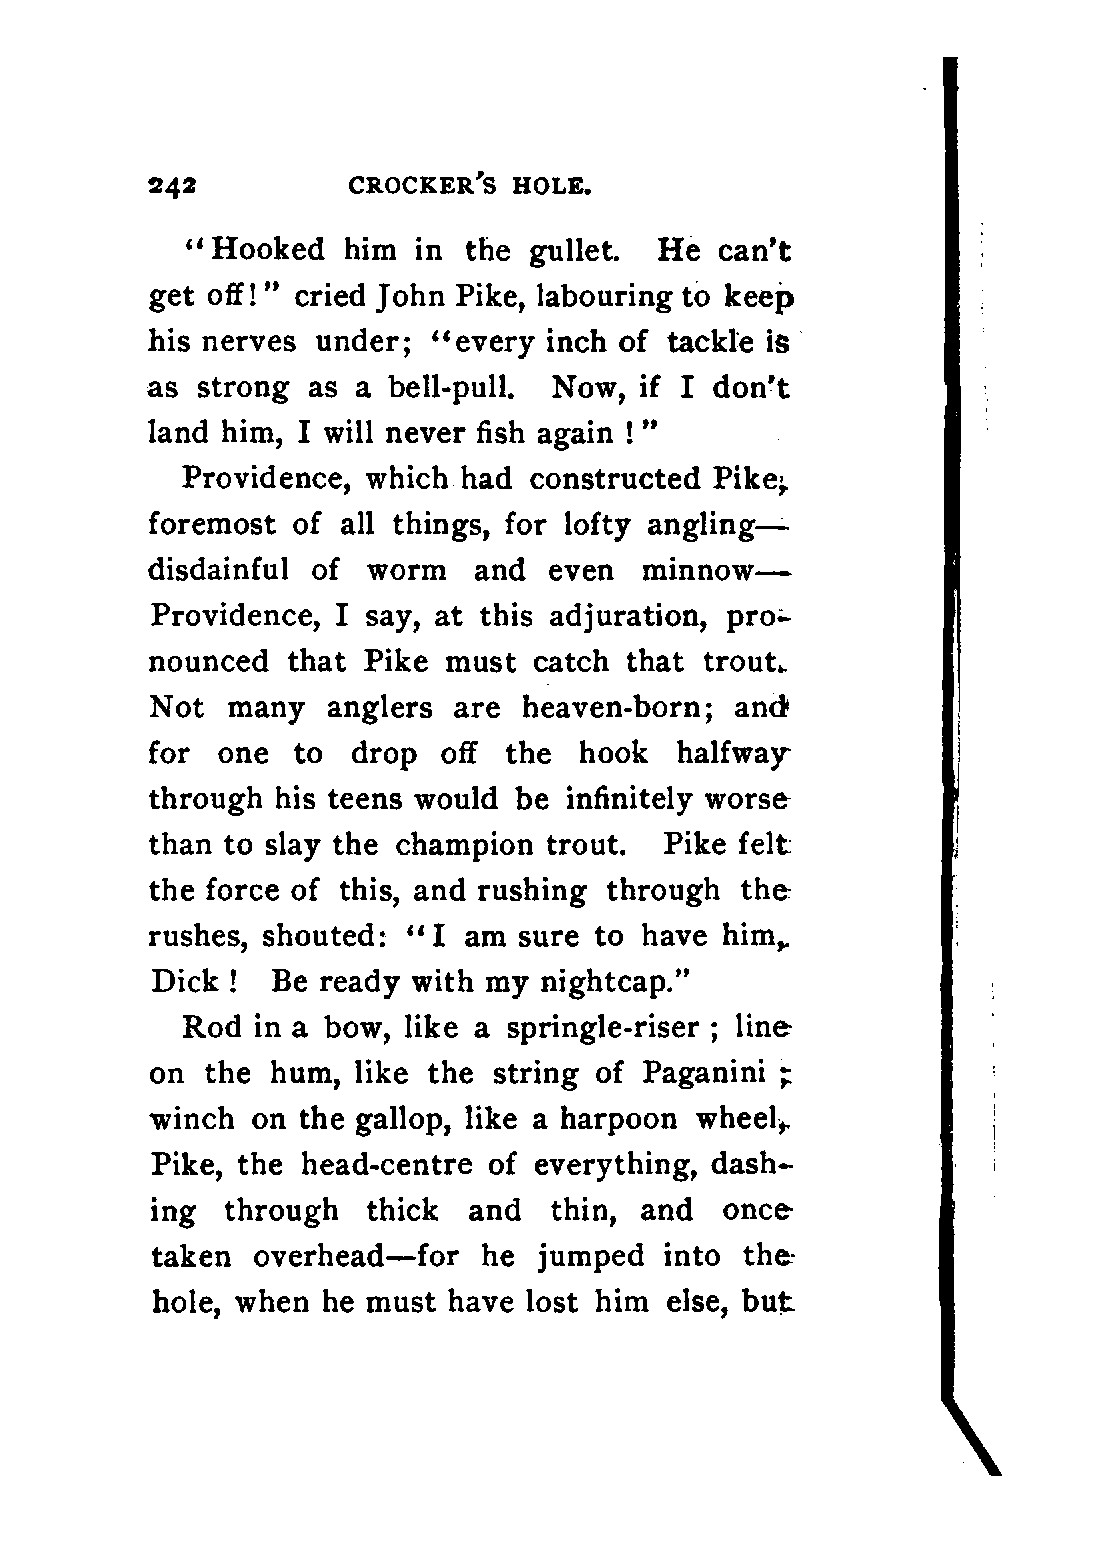 242 CROCKER'S HOLE.
"Hooked him in the gullet. He can't
get off!" cried John Pike, labouring to keep
his nerves under; "every inch of tackle is
as strong as a bell-pull. Now, if I don't
land him, I will never fish again!"
Providence, which had constructed Pike,
foremost of all things, for lofty angling—
disdainful of worm and even minnow—
Providence, I say, at this adjuration, pro-
nounced that Pike must catch that trout.
Not many anglers are heaven-born; and
for one to drop off the hook halfway
through his teens would be infinitely worse
than to slay the champion trout. Pike felt
the force of this, and rushing through the
rushes, shouted: "I am sure to have him,
Dick! Be ready with my nightcap."
Rod in a bow, like a springle-riser; line
on the hum, like the string of Paganini;
winch on the gallop, like a harpoon wheel,
Pike, the head-centre of everything, dash-
ing through thick and thin, and once
taken overhead—for he jumped into the
hole, when he must have lost him else, but